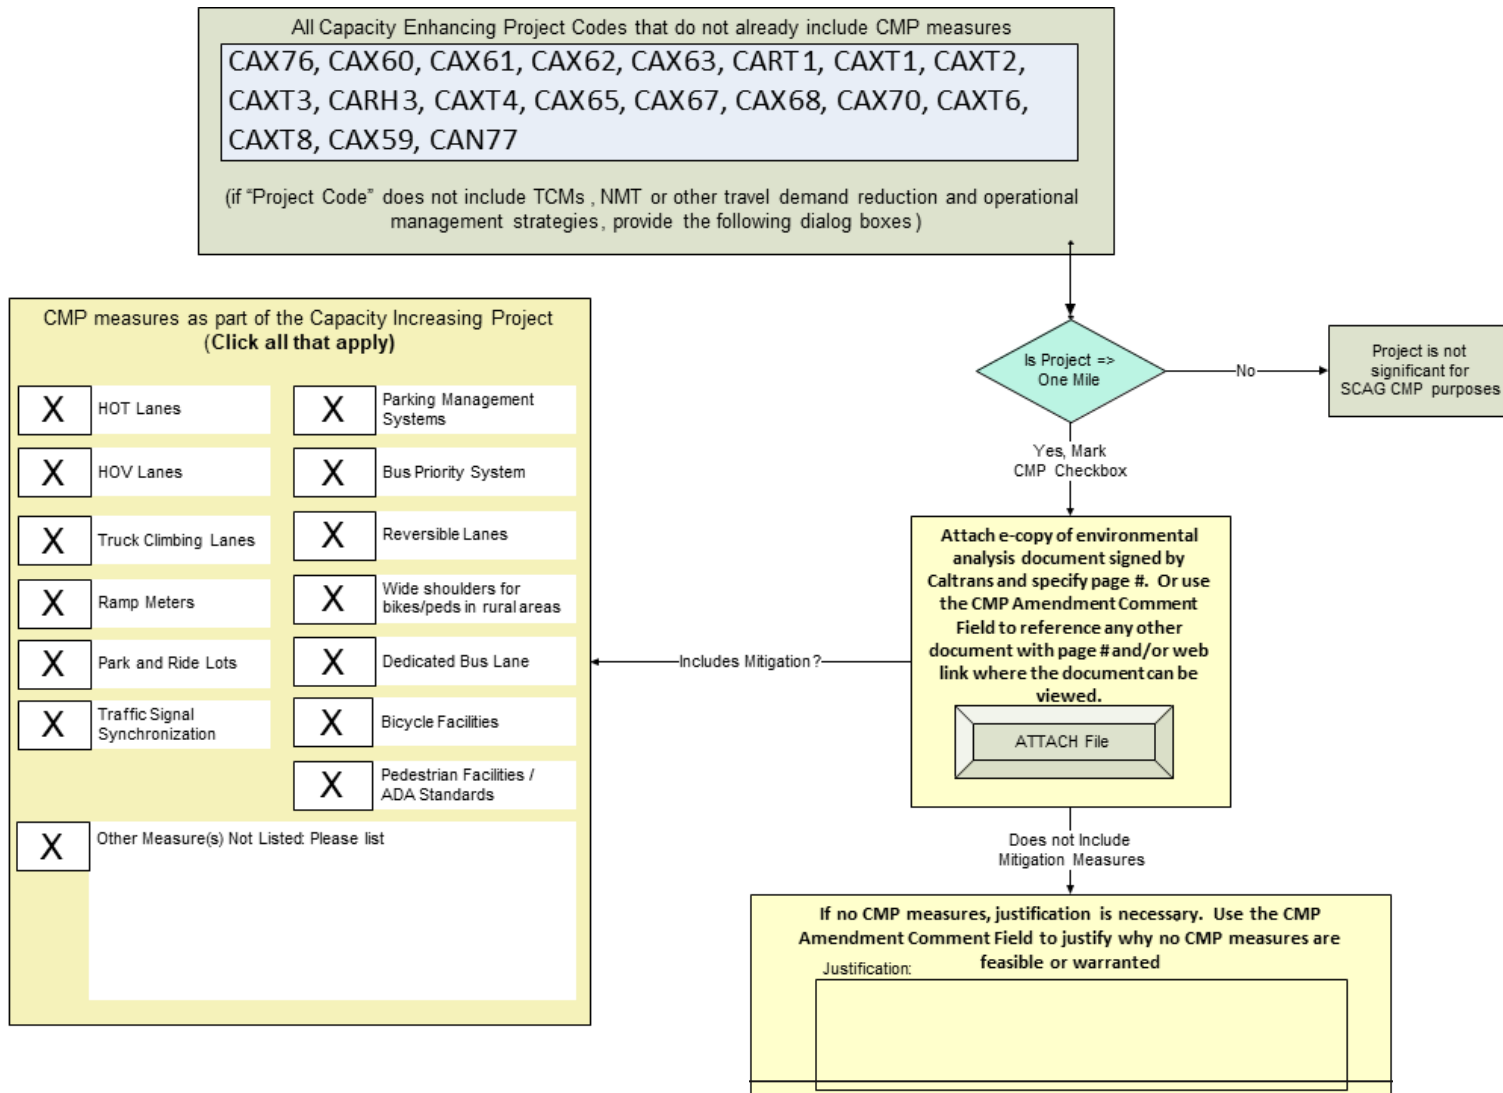 All Capacity Enhancing Project Codes that do not already include CMP measures
CAX76, CAX60, CAX61, CAX62, CAX63, CART1, CAXT1, CAXT2,
CAXT3, CARH3, CAXT4, CAX65, CAX67, CAX68, CAX70, CAXT6,
CAXT8, CAX59, CAN77
(if “Project Code” does not include TCMs , NMT or other travel demand reduction and operational
management strategies , provide the following dialog boxes )
Is Project =>
One Mile
No
Project is not
significant for
SCAG CMP purposes
Yes, Mark
CMP Checkbox
Attach e-copy of environmental
analysis document signed by
Caltrans and specify page #. Or use
the CMP Amendment Comment
Field to reference any other
document with page # and/or web
link where the document can be
viewed.
ATTACH File
Includes Mitigation ?
CMP measures as part of the Capacity Increasing Project
(Click all that apply)
X HOT Lanes
X HOV Lanes
X Truck Climbing Lanes
X Ramp Meters
X Park and Ride Lots
X Traffic Signal
Synchronization
X Parking Management
Systems
X Bus Priority System
X Reversible Lanes
X Wide shoulders for
bikes/peds in rural areas
X Dedicated Bus Lane
X Bicycle Facilities
X Pedestrian Facilities /
ADA Standards
X Other Measure(s) Not Listed: Please list
Does not Include
Mitigation Measures
If no CMP measures, justification is necessary. Use the CMP
Amendment Comment Field to justify why no CMP measures are
feasible or warranted
Justification: